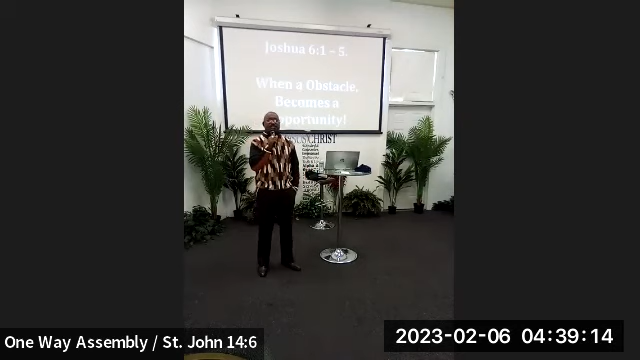 Joshua 6:1 – 5.
When a Obstacle,
Becomes a
pportunity!
CHRIST
One Way Assembly / St. John 14:6
2023-02-06 04:39:14